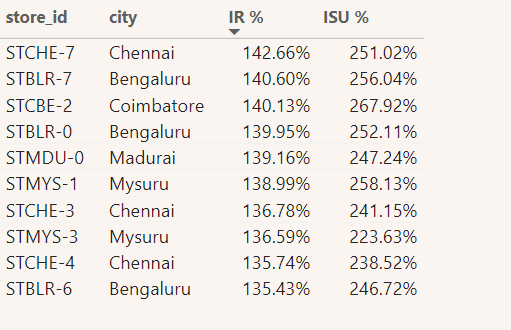 store_id city IR % ISU %
STCHE-7 Chennai 142.66% 251.02%
STBLR-7 Bengaluru 140.60% 256.04%
STCBE-2 Coimbatore 140.13% 267.92%
STBLR-0 Bengaluru 139.95% 252.11%
STMDU-0 Madurai 139.16% 247.24%
STMYS-1 Mysuru 138.99% 258.13%
STCHE-3 Chennai 136.78% 241.15%
STMYS-3 Mysuru 136.59% 223.63%
STCHE-4 Chennai 135.74% 238.52%
STBLR-6 Bengaluru 135.43% 246.72%